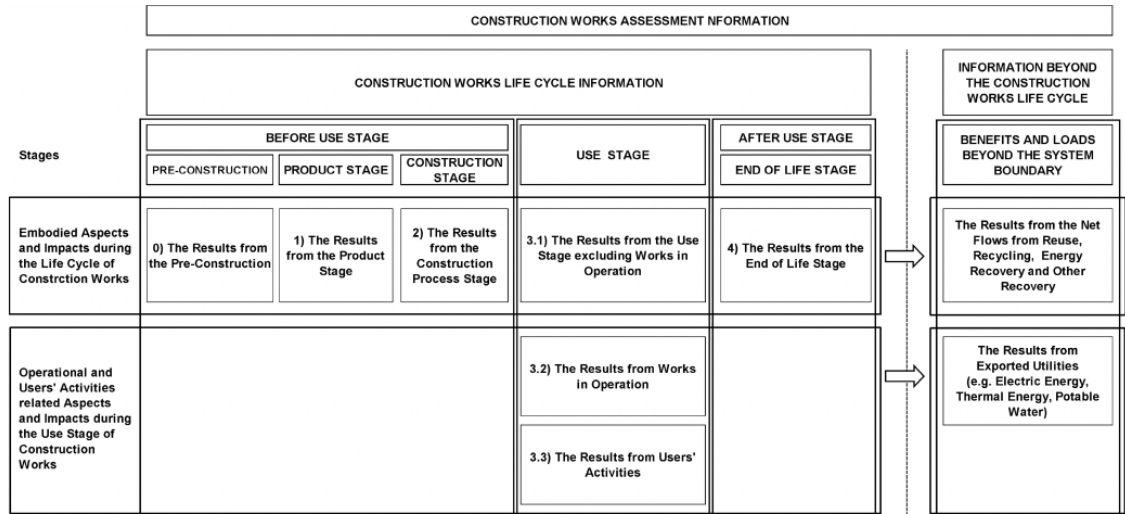 CONSTRUCTION WORKS ASSESSMENT NFORMATION
CONSTRUCTION WORKS LIFE CYCLE INFORMATION
INFORMATION BEYOND
THE CONSTRUCTION
WORKS LIFE CYCLE
Stages
BEFORE USE STAGE
PRE-CONSTRUCTION
PRODUCT STAGE
CONSTRUCTION
STAGE
USE STAGE
AFTER USE STAGE
END OF LIFE STAGE
BENEFITS AND LOADS
BEYOND THE SYSTEM
BOUNDARY
Embodied Aspects
and Impacts during
the Life Cycle of
Constrction Works
0) The Results from
the Pre-Construction
1) The Results
from the Product
Stage
2) The Results
from the
Construction
Process Stage
3.1) The Results from the Use
Stage excluding Works in
Operation
4) The Results from the
End of Life Stage
The Results from the Net
Flows from Reuse,
Recycling, Energy
Recovery and Other
Recovery
Operational and
Users' Activities
related Aspects
and Impacts during
the Use Stage of
Construction
Works
3.2) The Results from Works
in Operation
3.3) The Results from Users'
Activities
The Results from
Exported Utilities
(e.g. Electric Energy,
Thermal Energy, Potable
Water)